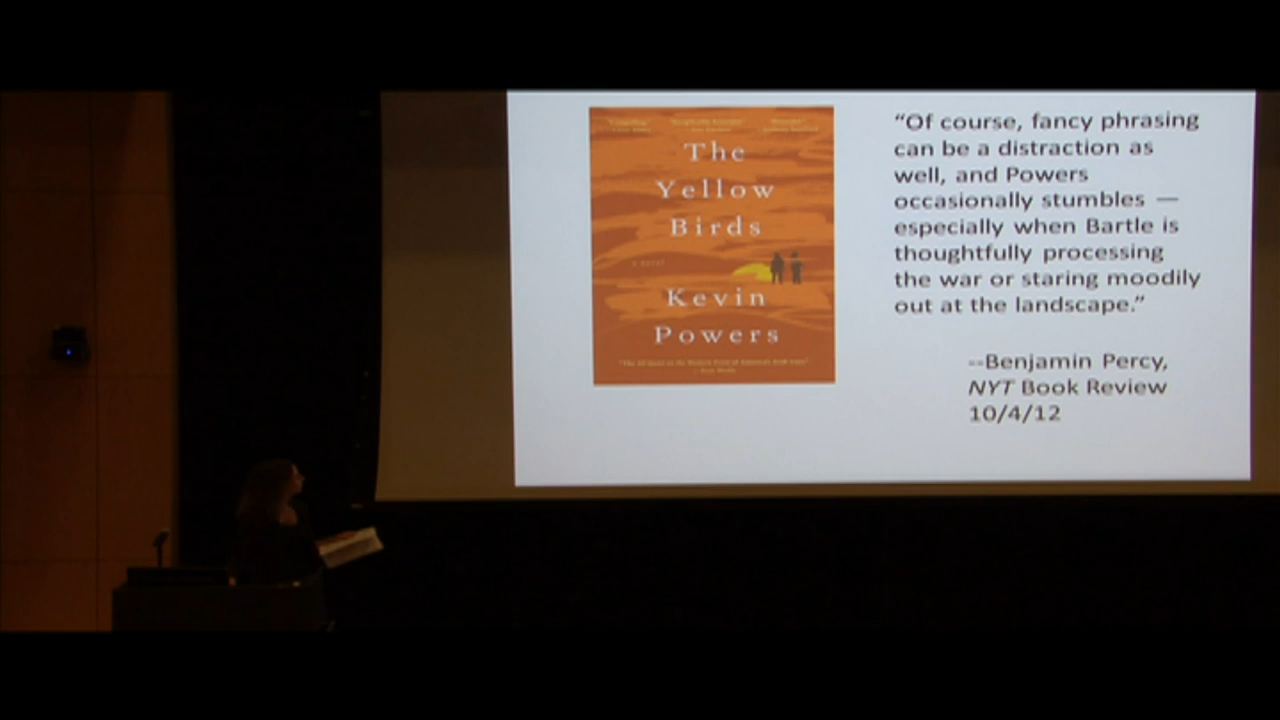 The
Yellow
Birds
a novel
Kevin
Powers
“Of course, fancy phrasing
can be a distraction as
well, and Powers
occasionally stumbles —
especially when Bartle is
thoughtfully processing
the war or staring moodily
out at the landscape.”
--Benjamin Percy,
NYT Book Review
10/4/12